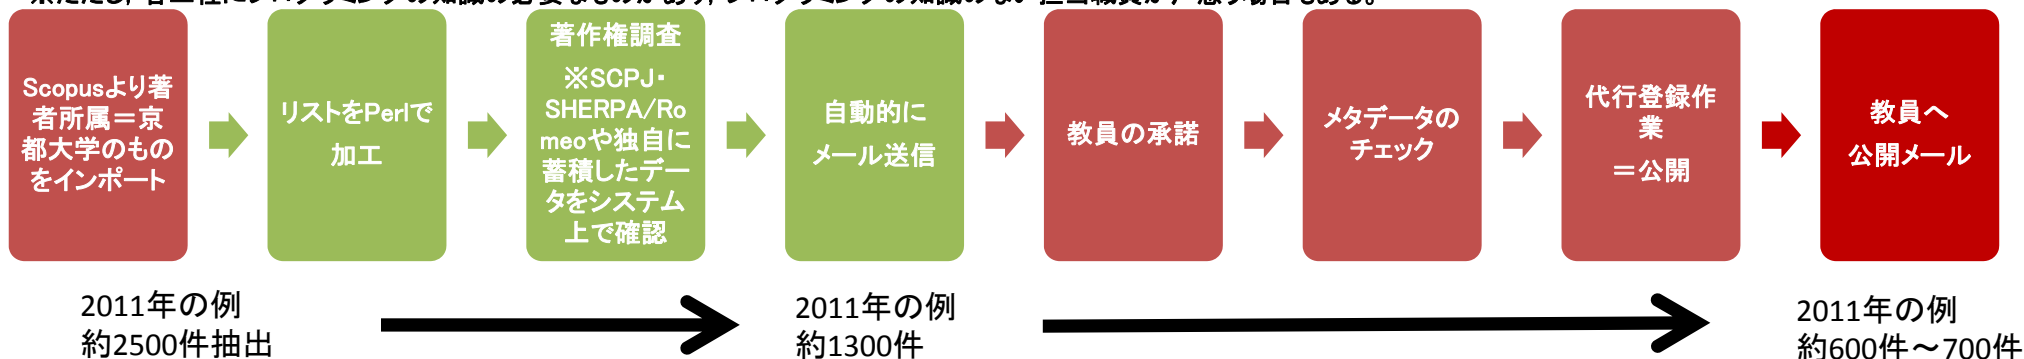 Scopusより著
者所属＝京
都大学のもの
をインポート
リストをPerlで
加工
著作権調査
※SCPJ・
SHERPA/Ro
meoや独自に
蓄積したデー
タをシステム
上で確認
自動的に
メール送信
教員の承諾
メタデータの
チェック
代行登録作
業
＝公開
教員へ
公開メール
2011年の例
約2500件抽出
2011年の例
約1300件
2011年の例
約600件～700件